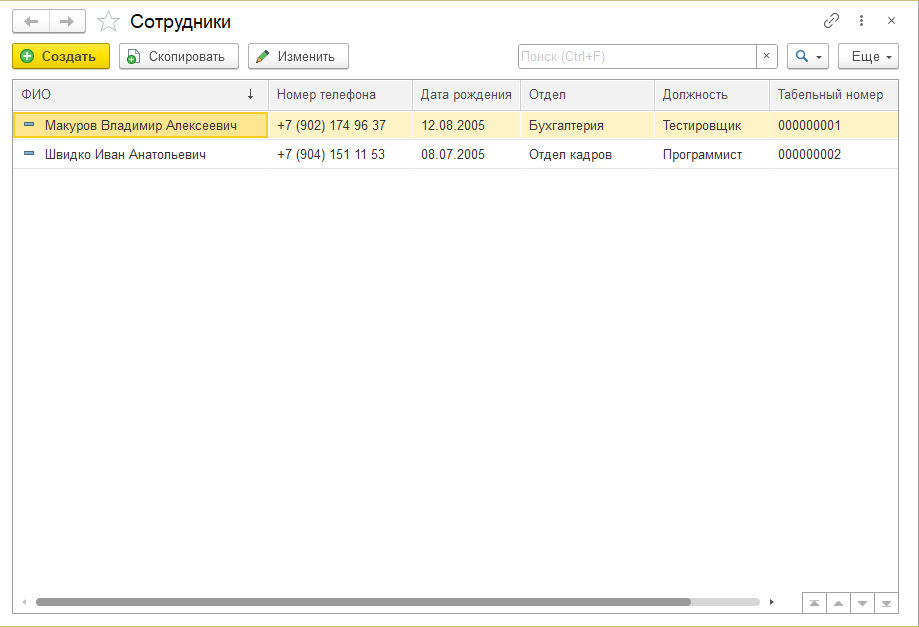 Сотрудники
Создать Скопировать Изменить Поиск (Ctrl+F) Еще
ФИО Номер телефона Дата рождения Отдел Должность Табельный номер
Макуров Владимир Алексеевич +7 (902) 174 96 37 12.08.2005 Бухгалтерия Тестировщик 000000001
Швидко Иван Анатольевич +7 (904) 151 11 53 08.07.2005 Отдел кадров Программист 000000002